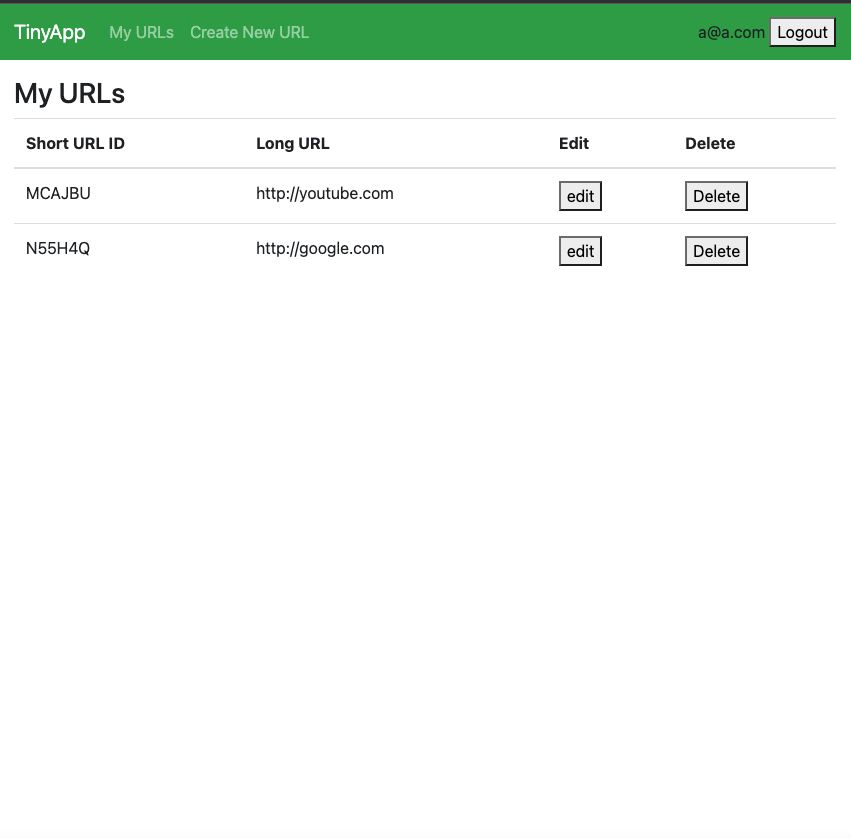 TinyApp My URLs Create New URL a@a.com Logout
My URLs
Short URL ID Long URL Edit Delete
MCAJBU http://youtube.com edit Delete
N55H4Q http://google.com edit Delete